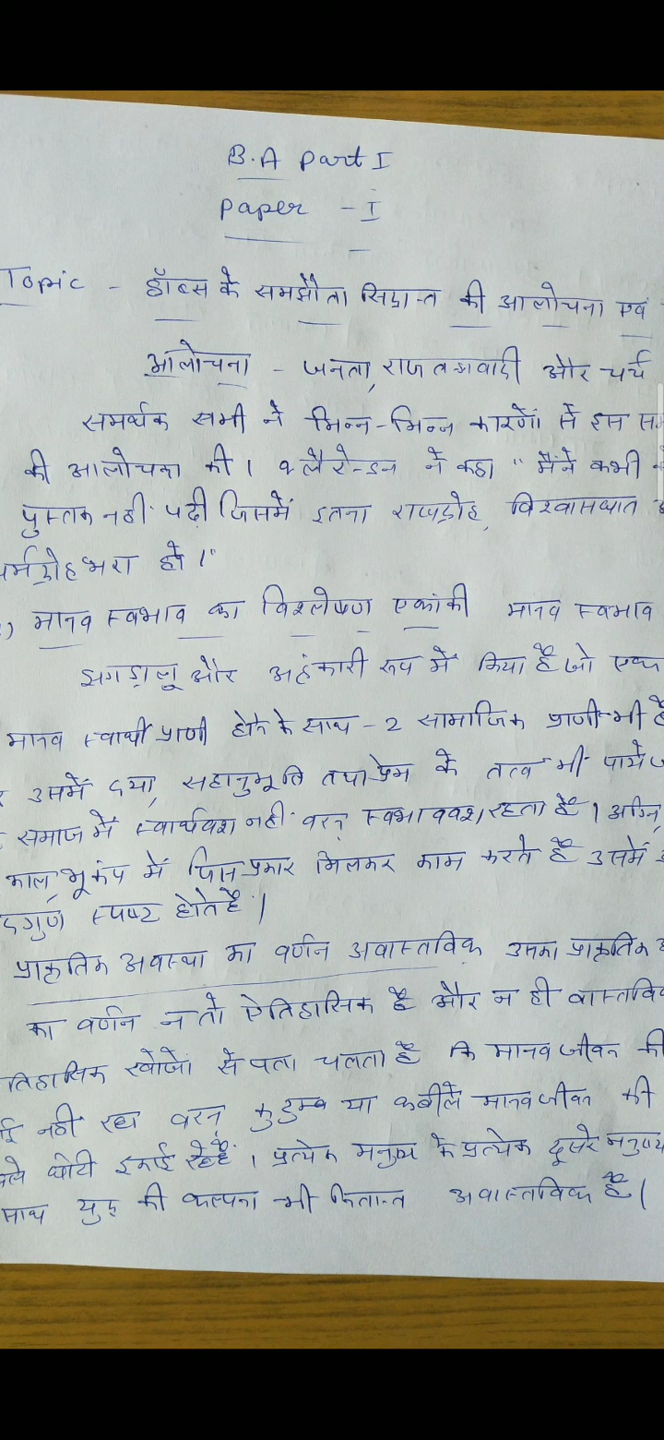 B.A Part I
Paper - I
Topic - हॉब्स के समझौता सिद्धान्त की आलोचना एवं
आलोचना - जनता, राजतन्त्रवादी और चर्च
समर्थक सभी ने भिन्न-भिन्न कारणों से इस
की आलोचना की। क्लैरेन्डन ने कहा "मैंने कभी
पुस्तक नहीं पढ़ी जिसमें इतना राजद्रोह, विश्वासघात
धर्मद्रोह भरा हो।"
मानव स्वभाव का विश्लेषण एकांकी मानव स्वभाव
झगड़ालू और अहंकारी रूप में किया है जो एक
मानव स्वार्थी प्राणी होने के साथ-2 सामाजिक प्राणी भी है
उसमें दया, सहानुभूति तथा प्रेम के तत्व भी पाये
समाज में स्वार्थवश नहीं वरन् स्वभाववश रहता है। अग्नि,
काल, भूकंप में जिस प्रकार मिलकर काम करते हैं उसमें
स्पष्ट होते हैं।
प्राकृतिक अवस्था का वर्णन अवास्तविक उसका प्राकृतिक
का वर्णन न तो ऐतिहासिक है और न ही वास्तविक
ऐतिहासिक खोजों से पता चलता है कि मानव जीवन की
नहीं रहा वरन् कुटुम्ब या कबीले मानव जीवन की
छोटी इकाई रहे हैं। प्रत्येक मनुष्य के प्रत्येक दूसरे मनुष्य
साथ युद्ध की कल्पना भी नितान्त अवास्तविक है।